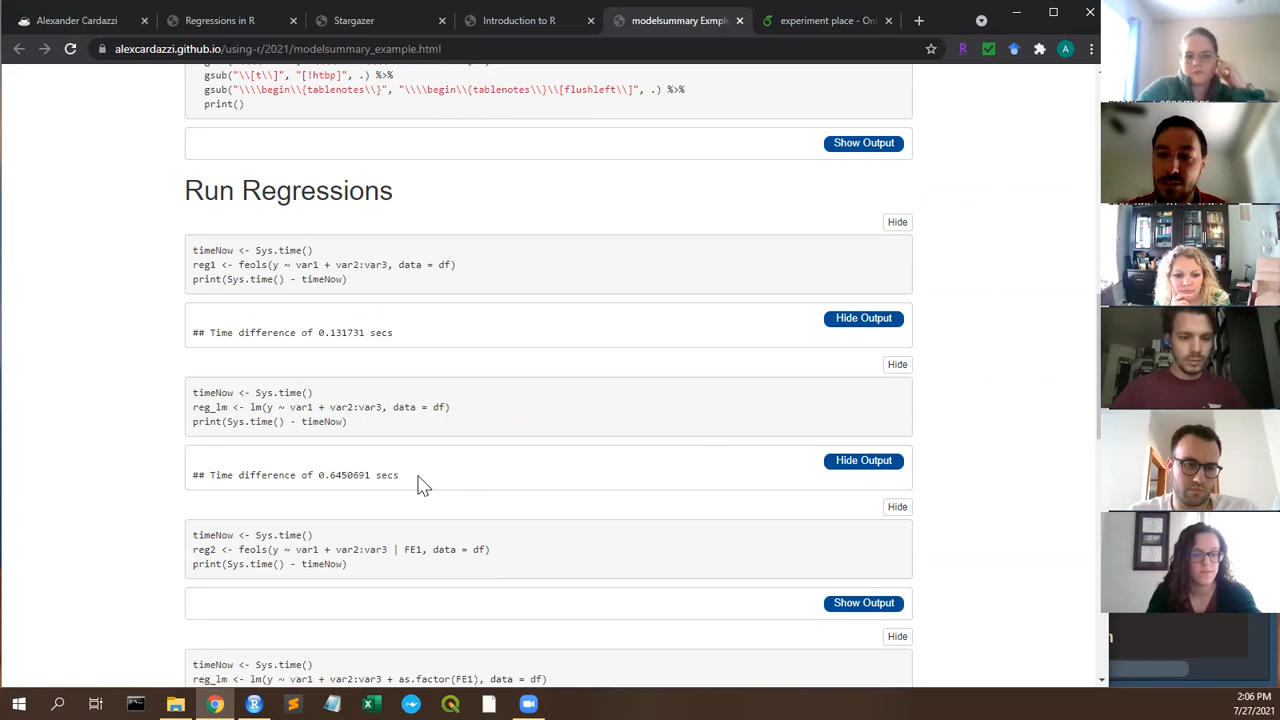 Alexander Cardazzi
Regressions in R
Stargazer
Introduction to R
modelsummary Exmple
experiment place - Onl
alexcardazzi.github.io/using-r/2021/modelsummary_example.html
R
A
gsub("\\[t\\]", "[!htbp]", .) %>%
gsub("\\\\begin\\{tablenotes\\}", "\\\\begin\\{tablenotes\\}\\[flushleft\\]", .) %>%
print()
Show Output
Run Regressions
Hide
timeNow <- Sys.time()
reg1 <- feols(y ~ var1 + var2:var3, data = df)
print(Sys.time() - timeNow)
Hide Output
## Time difference of 0.131731 secs
Hide
timeNow <- Sys.time()
reg_lm <- lm(y ~ var1 + var2:var3, data = df)
print(Sys.time() - timeNow)
Hide Output
## Time difference of 0.6450691 secs
Hide
timeNow <- Sys.time()
reg2 <- feols(y ~ var1 + var2:var3 | FE1, data = df)
print(Sys.time() - timeNow)
Show Output
Hide
timeNow <- Sys.time()
reg_lm <- lm(y ~ var1 + var2:var3 + as.factor(FE1), data = df)
2:06 PM
7/27/2021